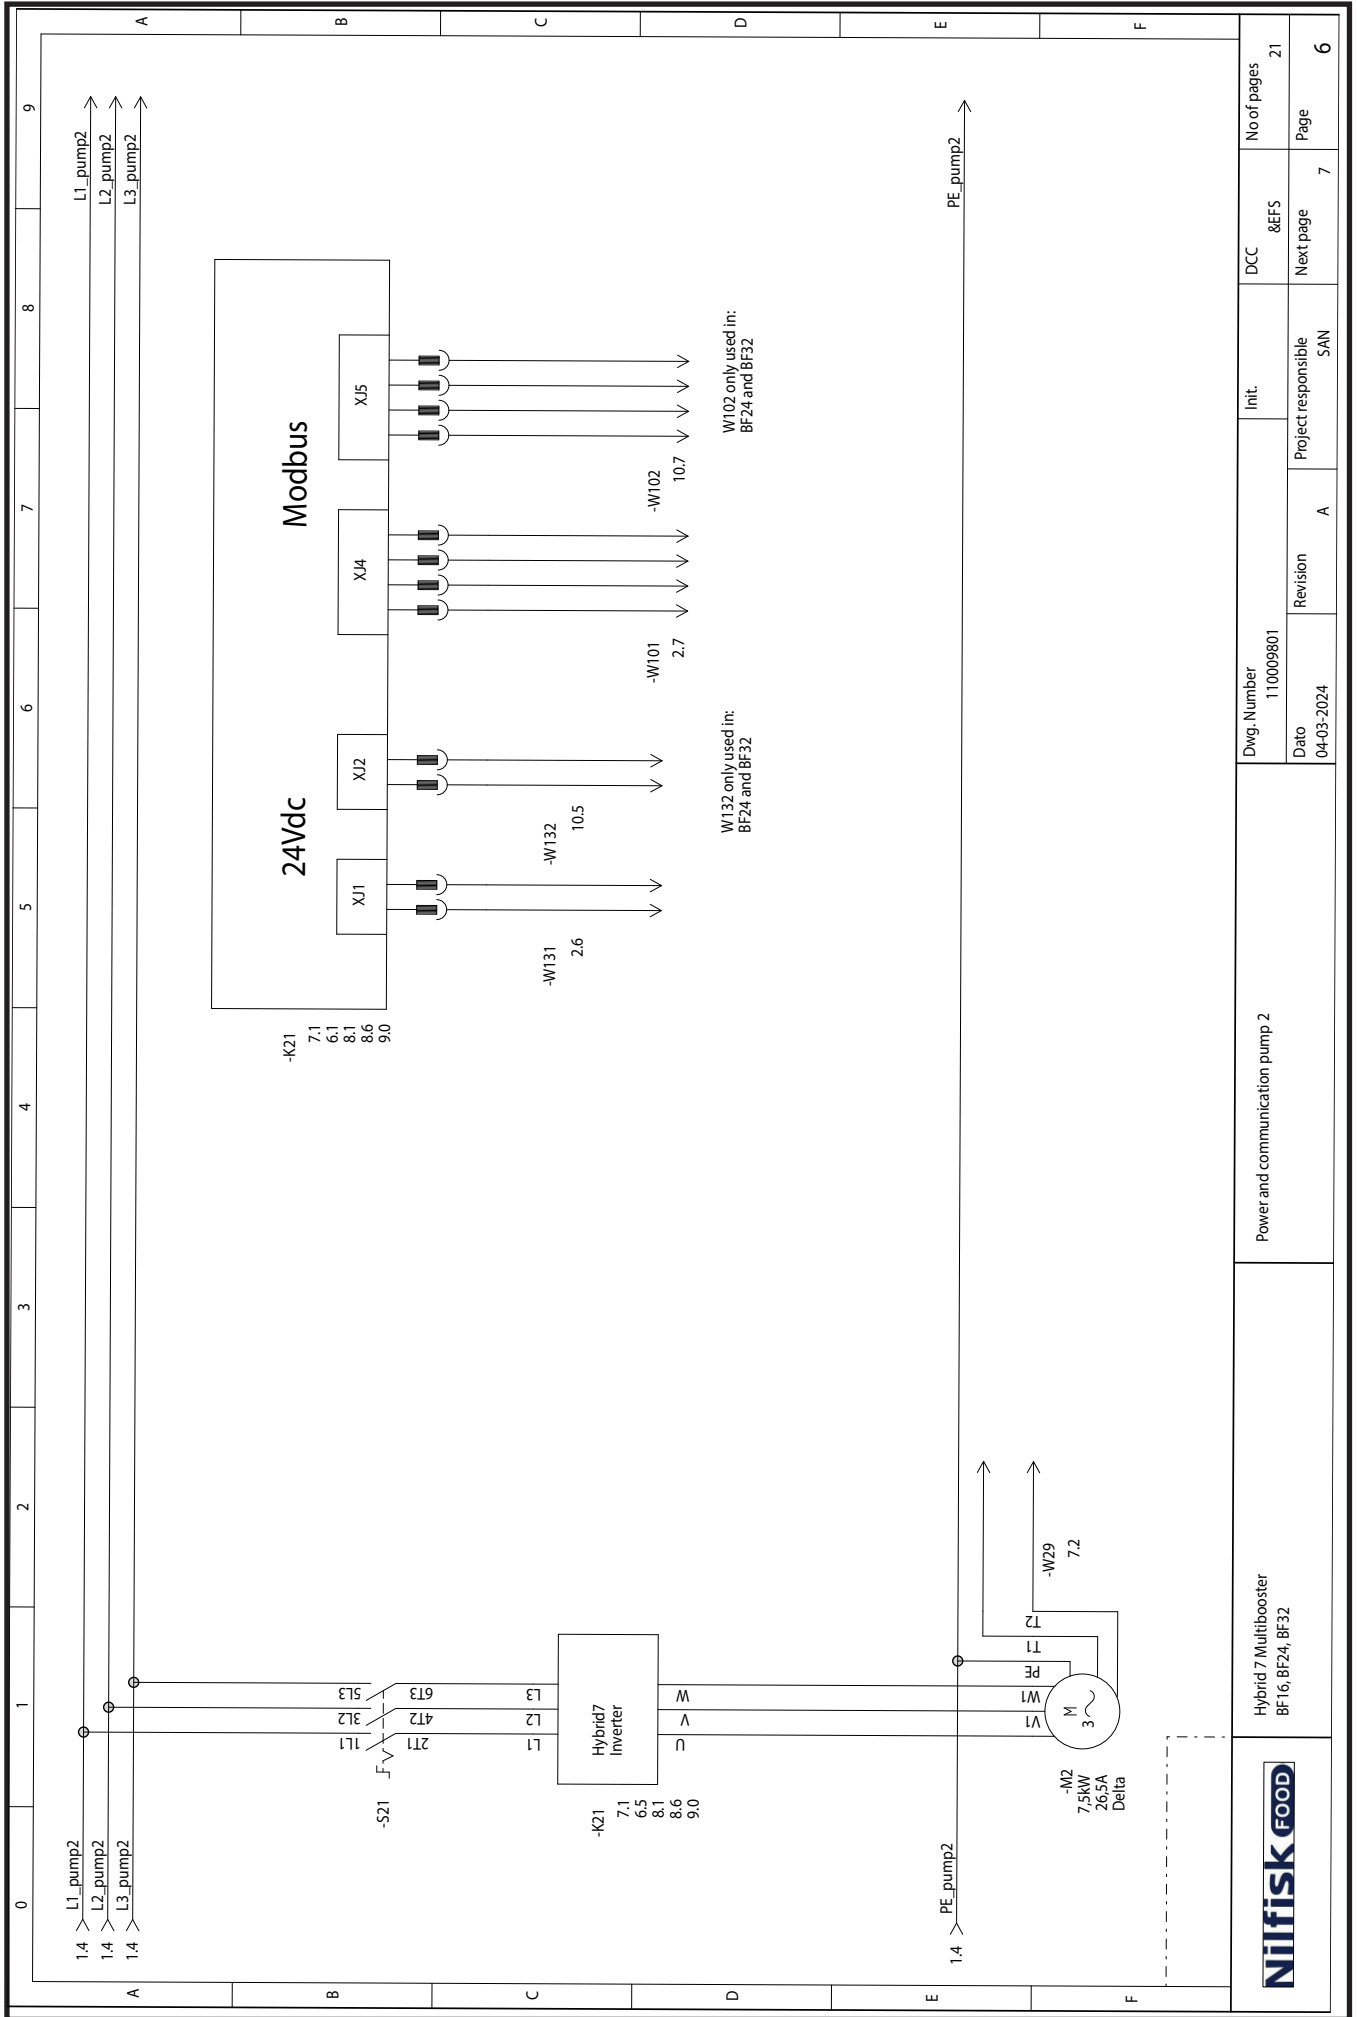 0 1 2 3 4 5 6 7 8 9
A
B
C
D
E
F
A
B
C
D
E
F
1.4 L1_pump2
1.4 L2_pump2
1.4 L3_pump2
L1_pump2
L2_pump2
L3_pump2
24Vdc
Modbus
-K21
7.1
6.1
8.1
8.6
9.0
XJ1
XJ2
XJ4
XJ5
-W131
2.6
-W132
10.5
-W101
2.7
-W102
10.7
W132 only used in:
BF24 and BF32
W102 only used in:
BF24 and BF32
-S21
1L1 3L2 5L3
2T1 4T2 6T3
L1 L2 L3
-K21
7.1
6.5
8.1
8.6
9.0
Hybrid7
Inverter
U V W
1.4 PE_pump2
PE_pump2
V1 W1 PE T1 T2
-M2
7,5kW
26,5A
Delta
M
3
-W29
7.2
Nilfisk FOOD
Hybrid 7 Multibooster
BF16, BF24, BF32
Power and communication pump 2
Dwg. Number
110009801
Init.
DCC
&EFS
No of pages
21
Dato
04-03-2024
Revision
A
Project responsible
SAN
Next page
7
Page
6